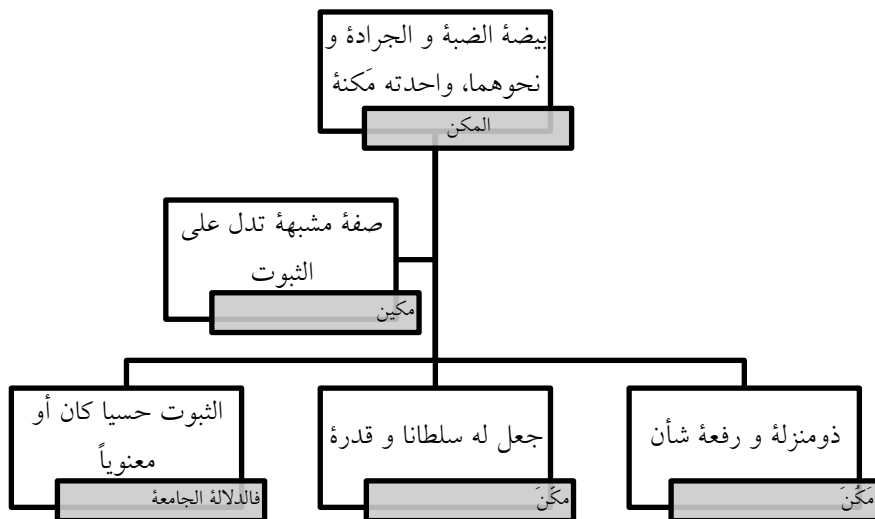 بيضة الضبة و الجرادة و
نحوهما، واحدته مَكنة
المكن
صفة مشبهة تدل على
الثبوت
مكين
ذومنزلة و رفعة شأن
مَكُنَ
جعل له سلطانا و قدرة
مكّنَ
الثبوت حسيا كان أو
معنوياً
فالدلالة الجامعة